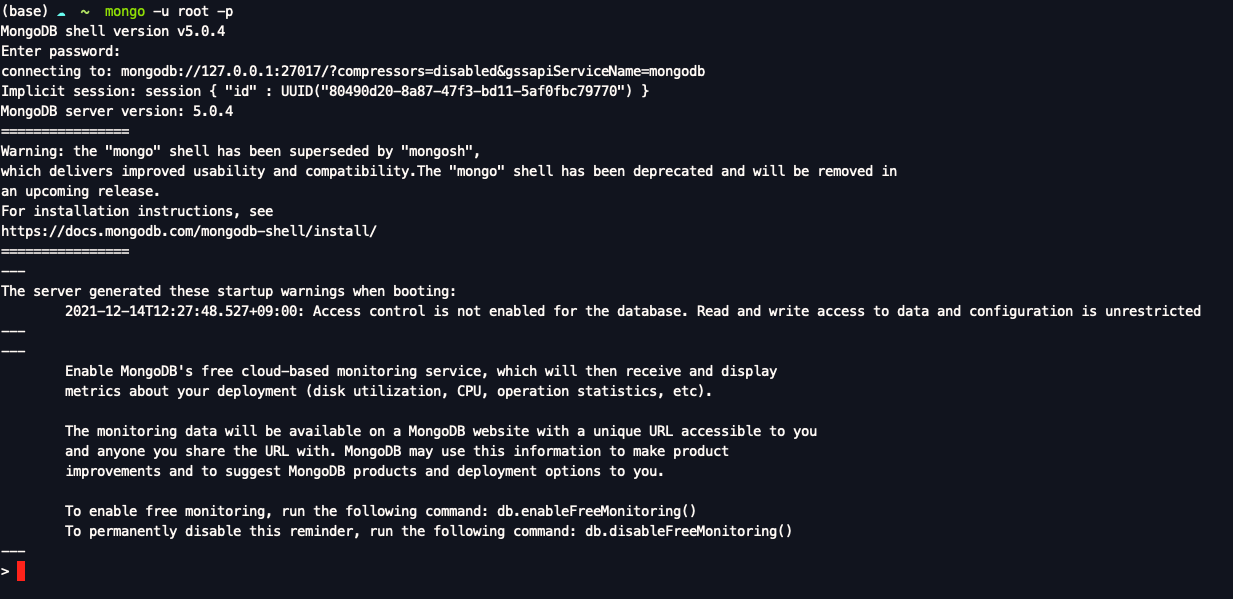 (base) ☁ ~ mongo -u root -p
MongoDB shell version v5.0.4
Enter password:
connecting to: mongodb://127.0.0.1:27017/?compressors=disabled&gssapiServiceName=mongodb
Implicit session: session { "id" : UUID("80490d20-8a87-47f3-bd11-5af0fbc79770") }
MongoDB server version: 5.0.4
================
Warning: the "mongo" shell has been superseded by "mongosh",
which delivers improved usability and compatibility.The "mongo" shell has been deprecated and will be removed in
an upcoming release.
For installation instructions, see
https://docs.mongodb.com/mongodb-shell/install/
================
---
The server generated these startup warnings when booting:
2021-12-14T12:27:48.527+09:00: Access control is not enabled for the database. Read and write access to data and configuration is unrestricted
---
---
Enable MongoDB's free cloud-based monitoring service, which will then receive and display
metrics about your deployment (disk utilization, CPU, operation statistics, etc).
The monitoring data will be available on a MongoDB website with a unique URL accessible to you
and anyone you share the URL with. MongoDB may use this information to make product
improvements and to suggest MongoDB products and deployment options to you.
To enable free monitoring, run the following command: db.enableFreeMonitoring()
To permanently disable this reminder, run the following command: db.disableFreeMonitoring()
---
>